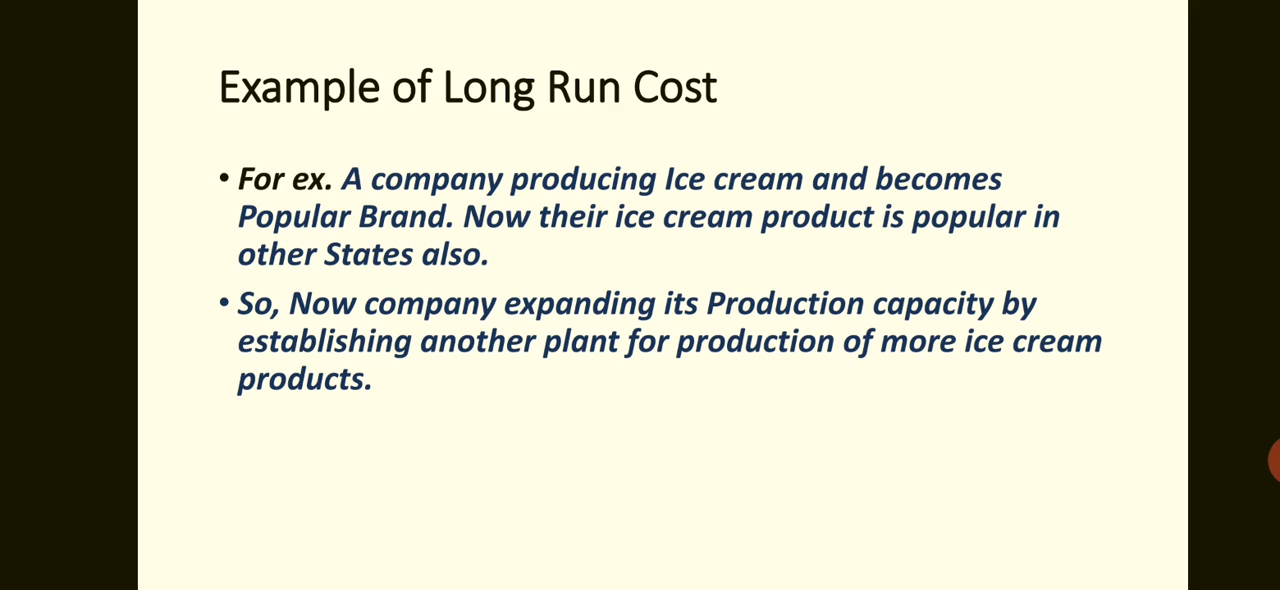 Example of Long Run Cost
• For ex. A company producing Ice cream and becomes
Popular Brand. Now their ice cream product is popular in
other States also.
• So, Now company expanding its Production capacity by
establishing another plant for production of more ice cream
products.